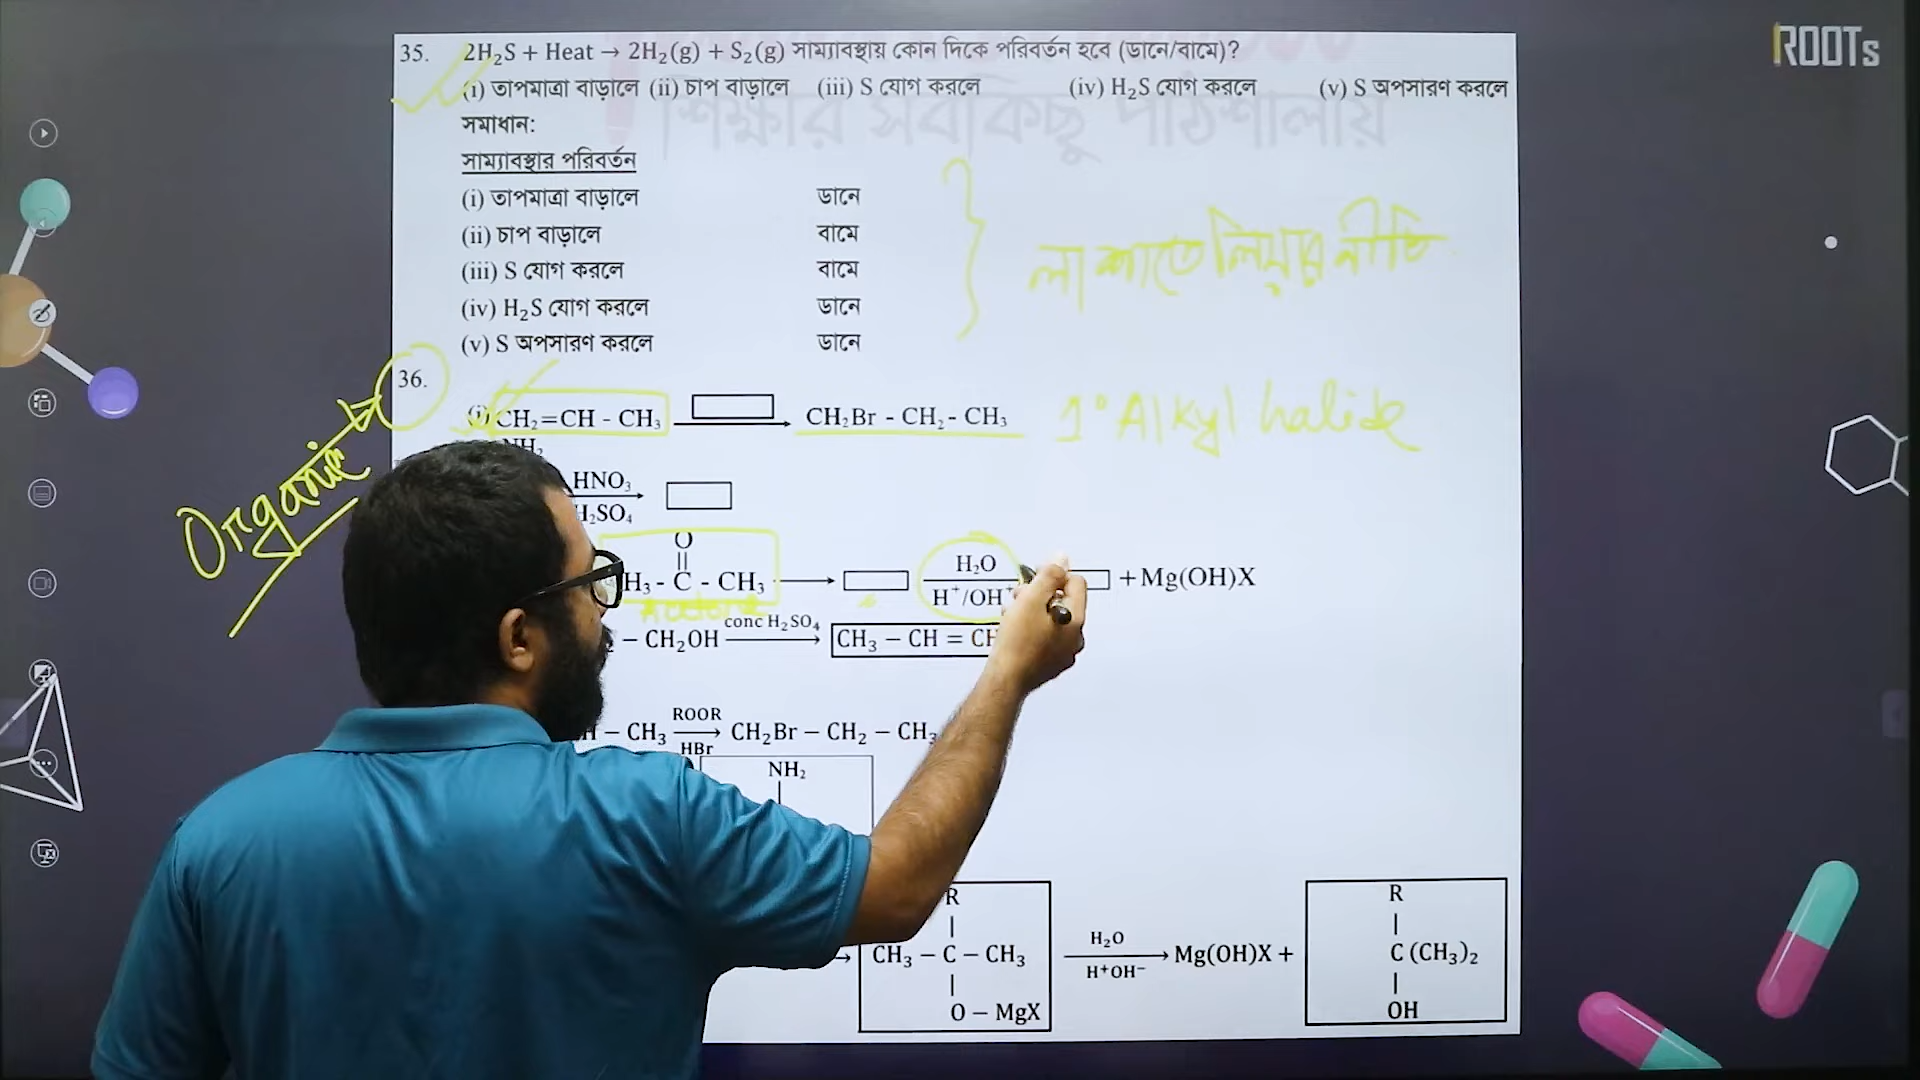 ROOTs
35. 2H₂S + Heat → 2H₂(g) + S₂(g) সাম্যাবস্থায় কোন দিকে পরিবর্তন হবে (ডানে/বামে)?
(i) তাপমাত্রা বাড়ালে (ii) চাপ বাড়ালে (iii) S যোগ করলে (iv) H₂S যোগ করলে (v) S অপসারণ করলে
শিক্ষার সবকিছু পাঠশালায়
সমাধান:
সাম্যাবস্থার পরিবর্তন
(i) তাপমাত্রা বাড়ালে ডানে
(ii) চাপ বাড়ালে বামে
(iii) S যোগ করলে বামে
(iv) H₂S যোগ করলে ডানে
(v) S অপসারণ করলে ডানে
লা শাতেলিয়ার নীতি
36.
(i) CH₂=CH - CH₃ → CH₂Br - CH₂ - CH₃ 1° Alkyl halide
Organic
NH₂
HNO₃
H₂SO₄
O
||
H₃ - C - CH₃ → H₂O H⁺/OH + Mg(OH)X
Acetone
− CH₂OH conc H₂SO₄ → CH₃ − CH = CH
− CH₃ ROOR HBr → CH₂Br − CH₂ − CH₃
NH₂
|
R
|
CH₃ − C − CH₃
|
O − MgX
→ H₂O H⁺OH⁻ → Mg(OH)X +
R
|
C (CH₃)₂
|
OH